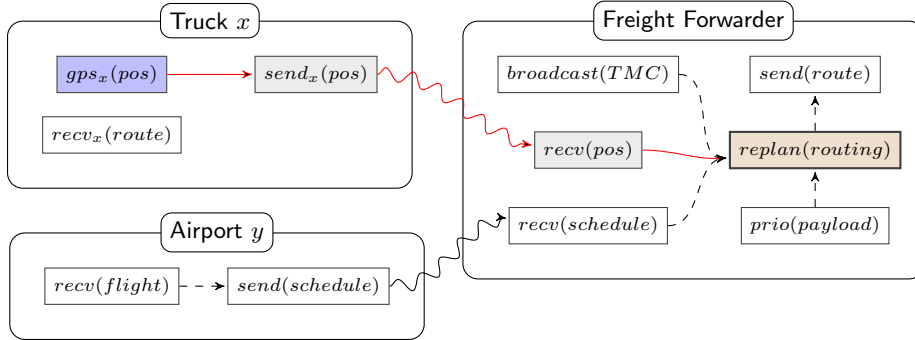 Truck x
gps_x(pos)
send_x(pos)
recv_x(route)
Airport y
recv(flight)
send(schedule)
Freight Forwarder
broadcast(TMC)
send(route)
recv(pos)
replan(routing)
recv(schedule)
prio(payload)